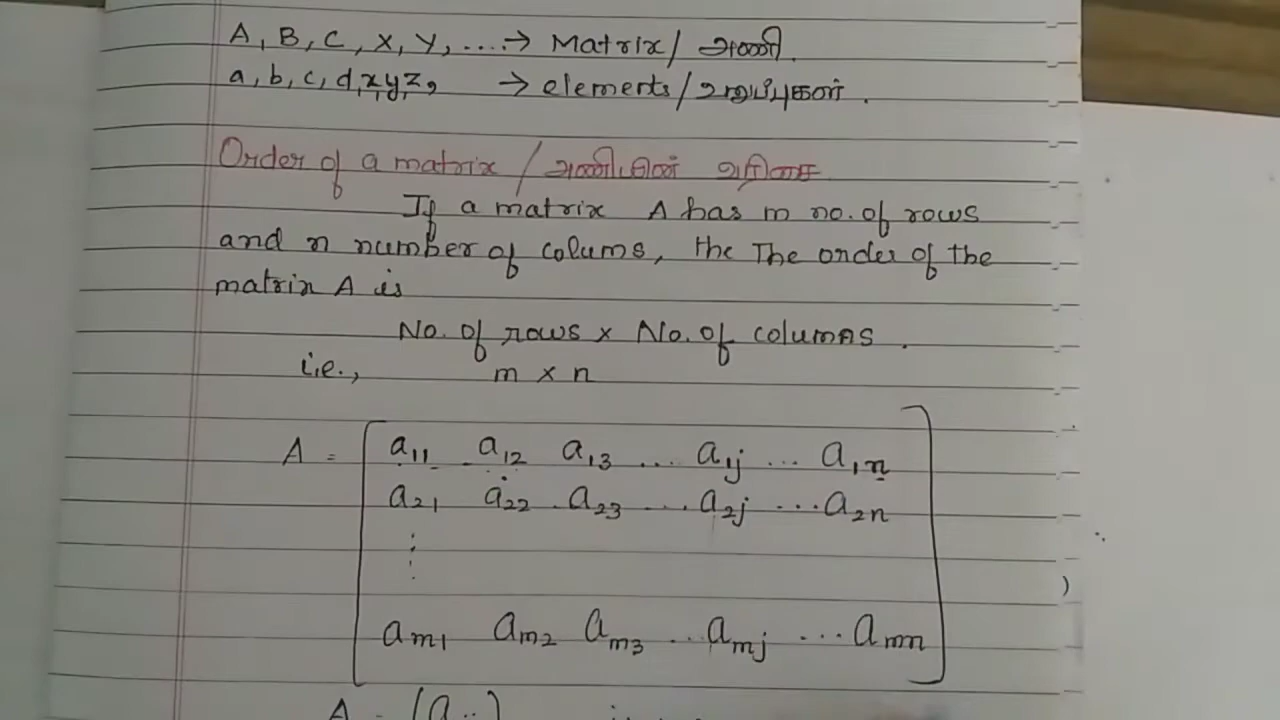 A, B, C, X, Y, ....→ Matrix / அணி.
a, b, c, d, x, y, z, → elements / உறுப்புகள்.
Order of a matrix / அணியின் வரிசை
If a matrix A has m no. of rows
and n number of colums, the The order of the
matrix A is
No. of rows × No. of columns.
i.e., m × n
A = [ a₁₁ a₁₂ a₁₃ ... a₁ⱼ ... a₁ₙ
a₂₁ a₂₂ a₂₃ ... a₂ⱼ ... a₂ₙ
⋮
aₘ₁ aₘ₂ aₘ₃ ... aₘⱼ ... aₘₙ ]
A = (a